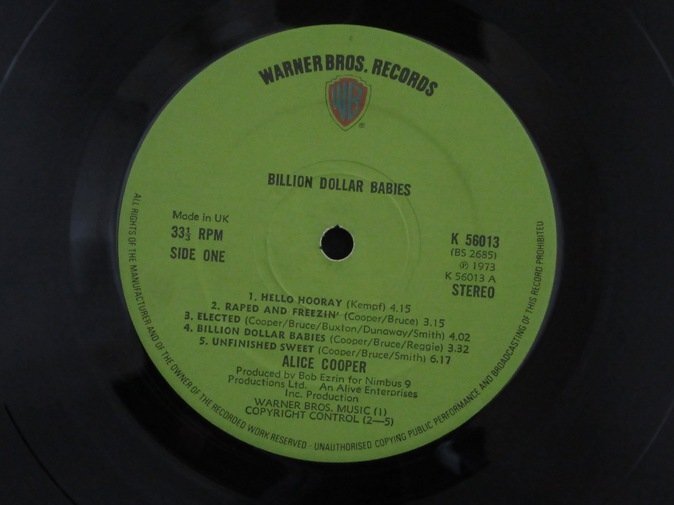 WARNER BROS. RECORDS
®
BILLION DOLLAR BABIES
Made in UK
33⅓ RPM
SIDE ONE
K 56013
(BS 2685)
℗ 1973
K 56013 A
STEREO
1. HELLO HOORAY (Kempf) 4.15
2. RAPED AND FREEZIN' (Cooper/Bruce) 3.15
3. ELECTED (Cooper/Bruce/Buxton/Dunaway/Smith) 4.02
4. BILLION DOLLAR BABIES (Cooper/Bruce/Reggie) 3.32
5. UNFINISHED SWEET (Cooper/Bruce/Smith) 6.17
ALICE COOPER
Produced by Bob Ezrin for Nimbus 9
Productions Ltd. An Alive Enterprises
Inc. Production
WARNER BROS. MUSIC (1)
COPYRIGHT CONTROL (2—5)
ALL RIGHTS OF THE MANUFACTURER AND OF THE OWNER OF THE RECORDED WORK RESERVED · UNAUTHORISED COPYING PUBLIC PERFORMANCE AND BROADCASTING OF THIS RECORD PROHIBITED